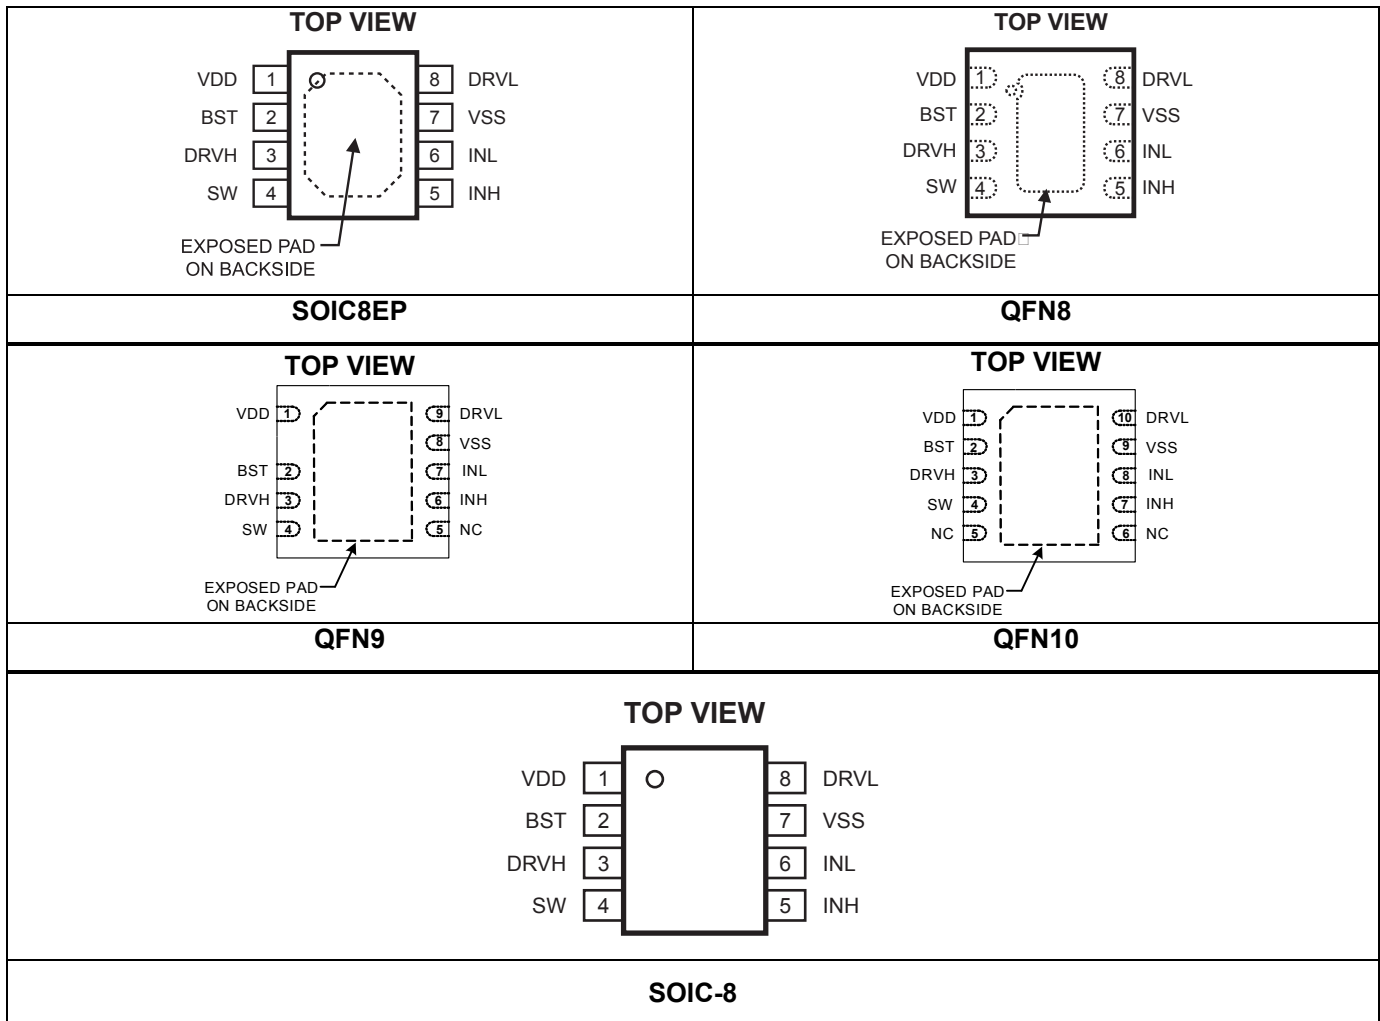 TOP VIEW
VDD 1 8 DRVL
BST 2 7 VSS
DRVH 3 6 INL
SW 4 5 INH
EXPOSED PAD
ON BACKSIDE
SOIC8EP
TOP VIEW
VDD 1 8 DRVL
BST 2 7 VSS
DRVH 3 6 INL
SW 4 5 INH
EXPOSED PAD□
ON BACKSIDE
QFN8
TOP VIEW
VDD 1 9 DRVL
8 VSS
BST 2 7 INL
DRVH 3 6 INH
SW 4 5 NC
EXPOSED PAD
ON BACKSIDE
QFN9
TOP VIEW
VDD 1 10 DRVL
BST 2 9 VSS
DRVH 3 8 INL
SW 4 7 INH
NC 5 6 NC
EXPOSED PAD
ON BACKSIDE
QFN10
TOP VIEW
VDD 1 8 DRVL
BST 2 7 VSS
DRVH 3 6 INL
SW 4 5 INH
SOIC-8